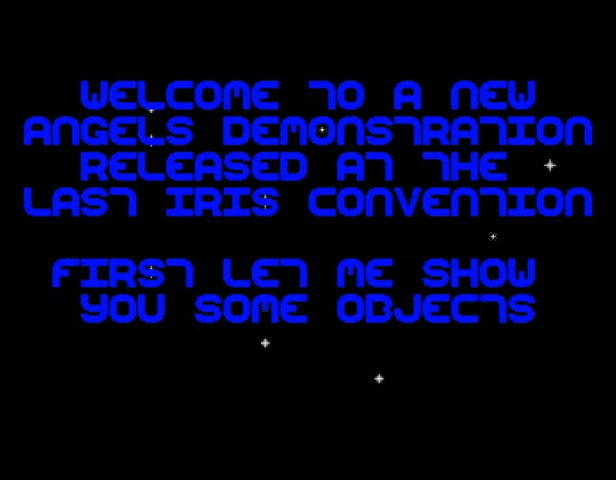 WELCOME TO A NEW
ANGELS DEMONSTRATION
RELEASED AT THE
LAST IRIS CONVENTION
FIRST LET ME SHOW
YOU SOME OBJECTS